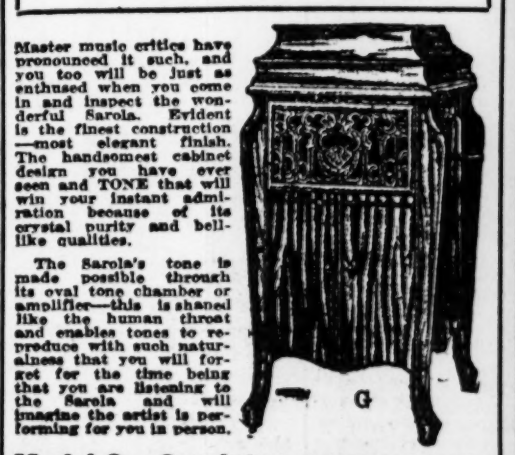 Master music critics have
pronounced it such, and
you too will be just as
enthused when you come
in and inspect the won-
derful Sarola. Evident
is the finest construction
—most elegant finish.
The handsomest cabinet
design you have ever
seen and TONE that will
win your instant admi-
ration because of its
crystal purity and bell-
like qualities.
The Sarola's tone is
made possible through
its oval tone chamber or
amplifier—this is shaped
like the human throat
and enables tones to re-
produce with such natur-
alness that you will for-
get for the time being
that you are listening to
the Sarola and will
imagine the artist is per-
forming for you in person.
G